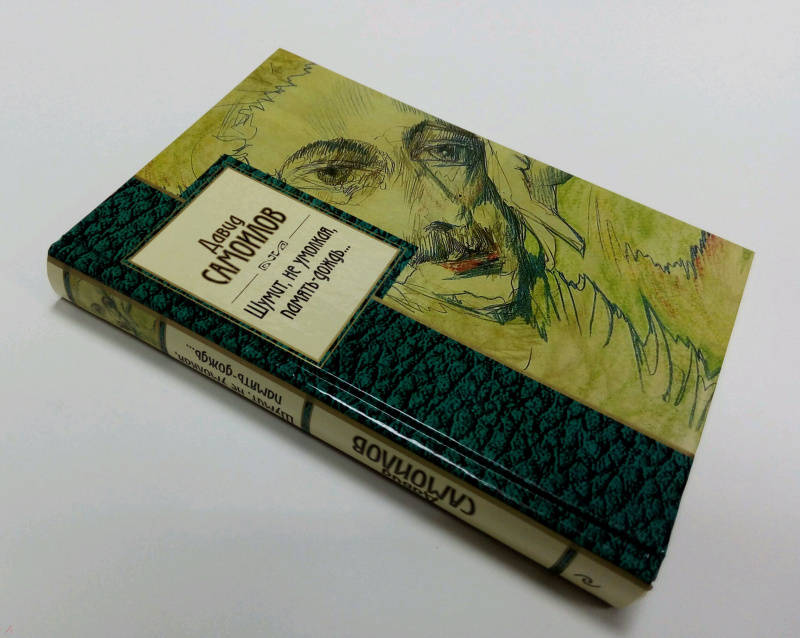 Давид
САМОЙЛОВ
Шумит, не умолкая,
память-дождь...
Шумит, не умолкая,
память-дождь...
Давид
САМОЙЛОВ